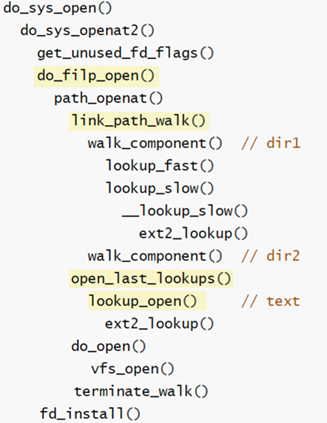 do_sys_open()
do_sys_openat2()
get_unused_fd_flags()
do_filp_open()
path_openat()
link_path_walk()
walk_component() // dir1
lookup_fast()
lookup_slow()
__lookup_slow()
ext2_lookup()
walk_component() // dir2
open_last_lookups()
lookup_open() // text
ext2_lookup()
do_open()
vfs_open()
terminate_walk()
fd_install()